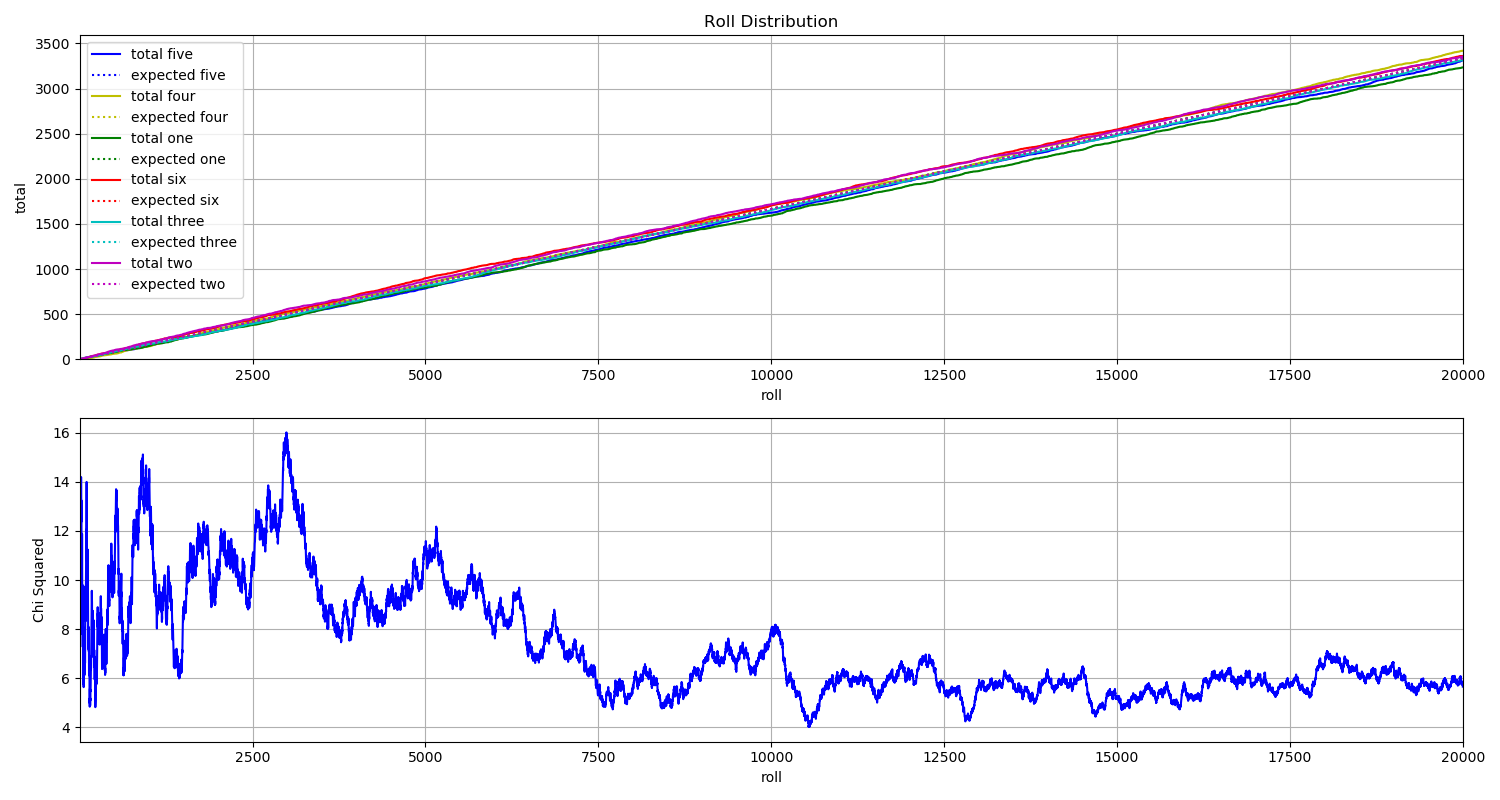 Roll Distribution
total
3500
3000
2500
2000
1500
1000
500
0
total five
expected five
total four
expected four
total one
expected one
total six
expected six
total three
expected three
total two
expected two
2500 5000 7500 10000 12500 15000 17500 20000
roll
Chi Squared
16
14
12
10
8
6
4
2500 5000 7500 10000 12500 15000 17500 20000
roll